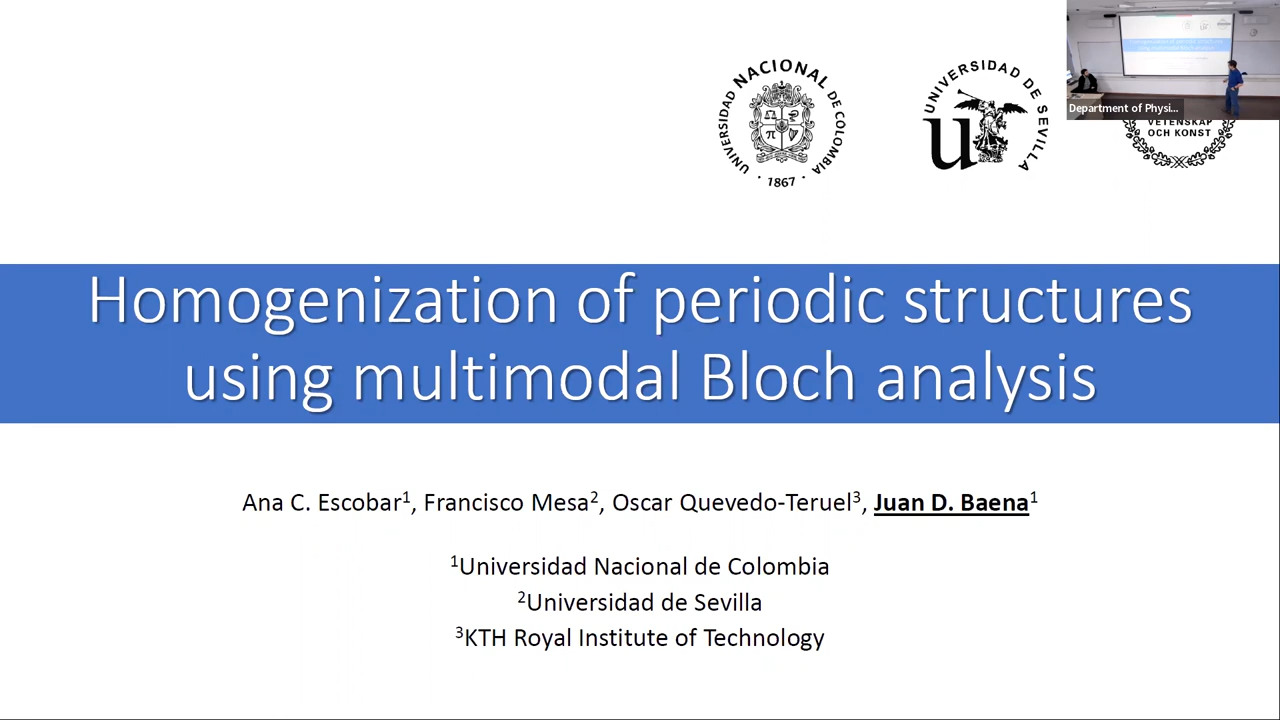 UNIVERSIDAD NACIONAL DE COLOMBIA
· 1867 ·
UNIVERSIDAD DE SEVILLA
u
Department of Physi...
VETENSKAP
OCH KONST
Homogenization of periodic structures
using multimodal Bloch analysis
Ana C. Escobar¹, Francisco Mesa², Oscar Quevedo-Teruel³, Juan D. Baena¹
¹Universidad Nacional de Colombia
²Universidad de Sevilla
³KTH Royal Institute of Technology